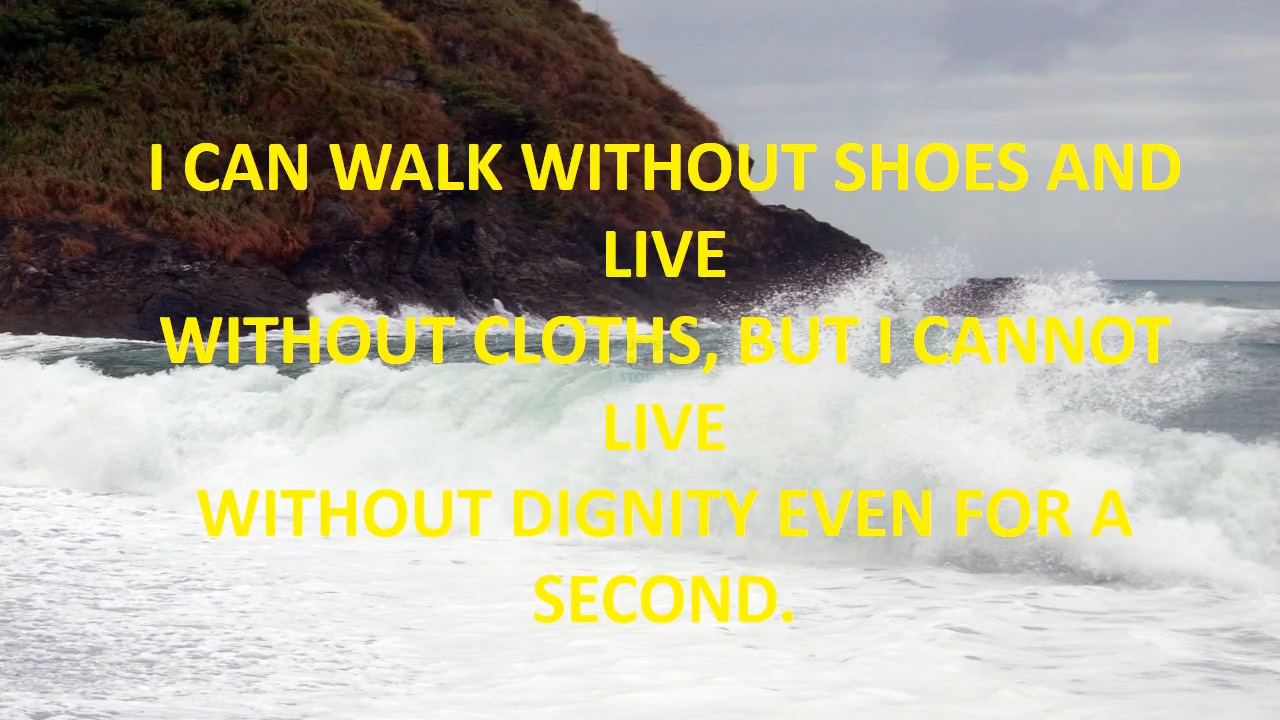 I CAN WALK WITHOUT SHOES AND
LIVE
WITHOUT CLOTHS, BUT I CANNOT
LIVE
WITHOUT DIGNITY EVEN FOR A
SECOND.